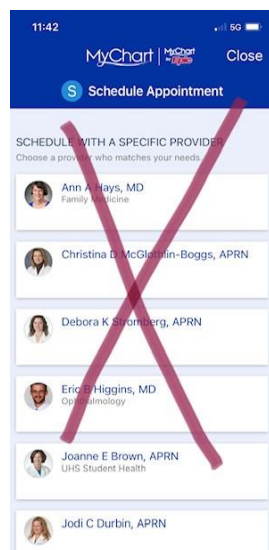 11:42
5G
MyChart | MyChart
by Epic
Close
S Schedule Appointment
SCHEDULE WITH A SPECIFIC PROVIDER
Choose a provider who matches your needs.
Ann A Hays, MD
Family Medicine
Christina D McGlothlin-Boggs, APRN
Debora K Stromberg, APRN
Eric B Higgins, MD
Ophthalmology
Joanne E Brown, APRN
UHS Student Health
Jodi C Durbin, APRN